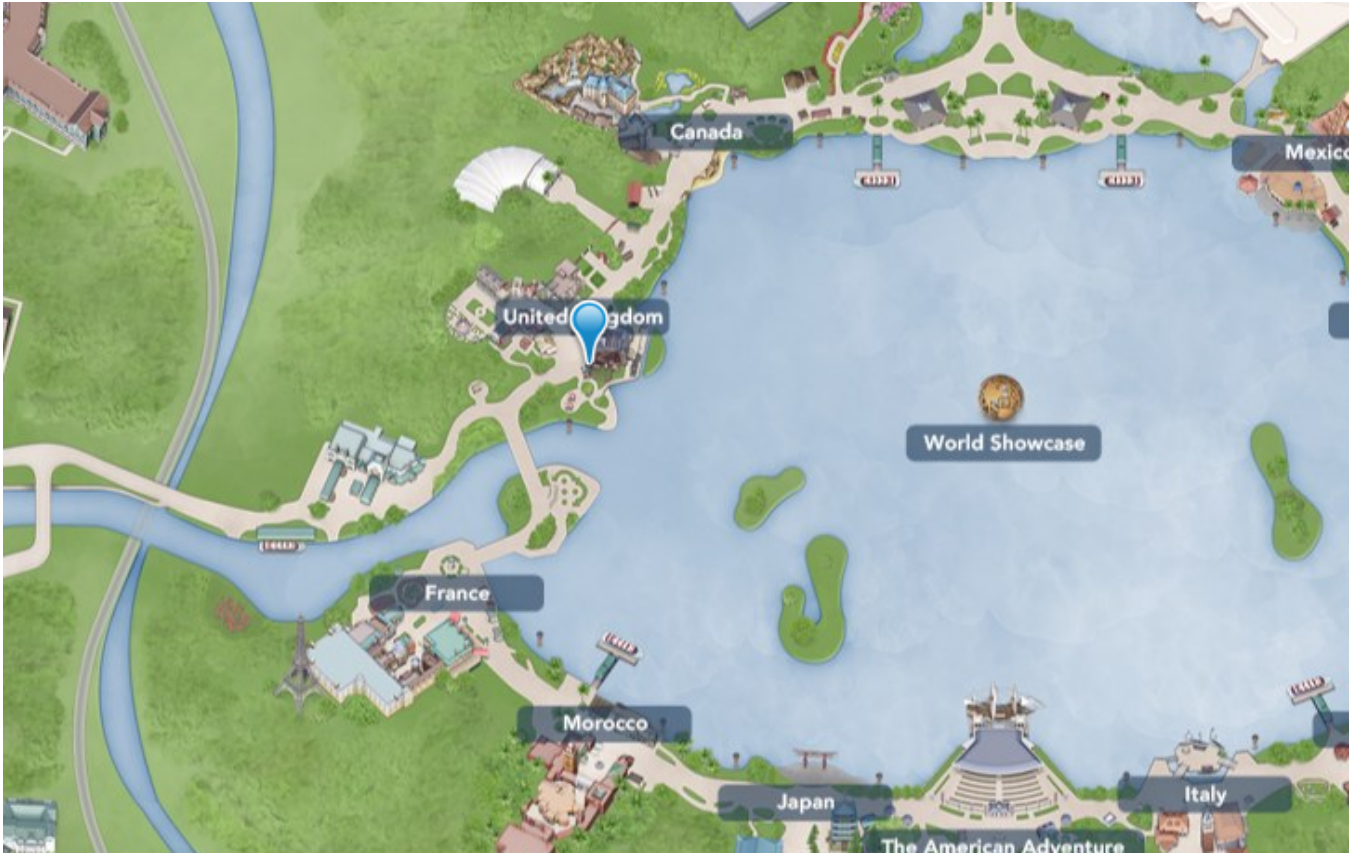 Canada
Mexico
United
gdom
World Showcase
France
Morocco
Japan
Italy
The American Adventure